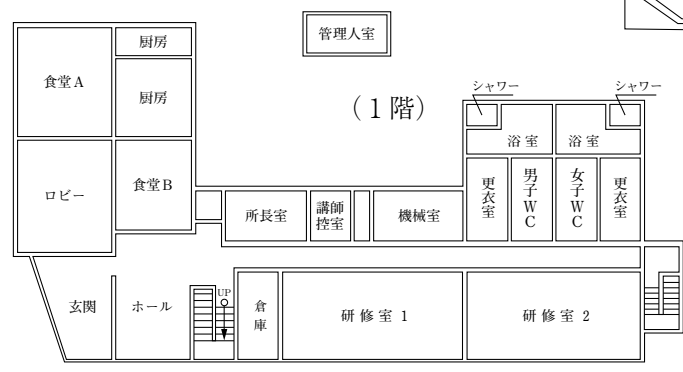 管理人室
厨房
食堂A
厨房
(1階)
シャワー
シャワー
浴室
浴室
ロビー
食堂B
所長室
講師
控室
機械室
更衣室
男子WC
女子WC
更衣室
玄関
ホール
UP
倉庫
研修室1
研修室2